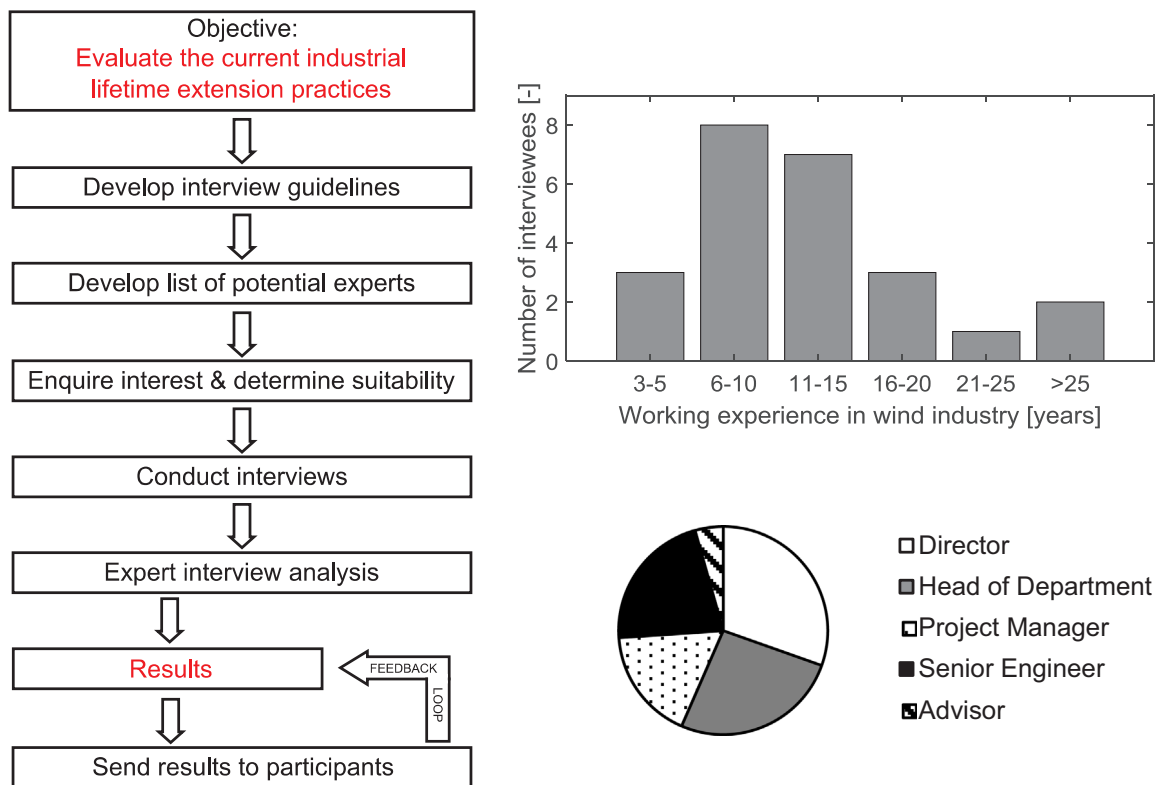 Objective:
Evaluate the current industrial
lifetime extension practices
Develop interview guidelines
Develop list of potential experts
Enquire interest & determine suitability
Conduct interviews
Expert interview analysis
Results
FEEDBACK
LOOP
Send results to participants
Number of interviewees [-]
8
6
4
2
0
3-5 6-10 11-15 16-20 21-25 >25
Working experience in wind industry [years]
Director
Head of Department
Project Manager
Senior Engineer
Advisor